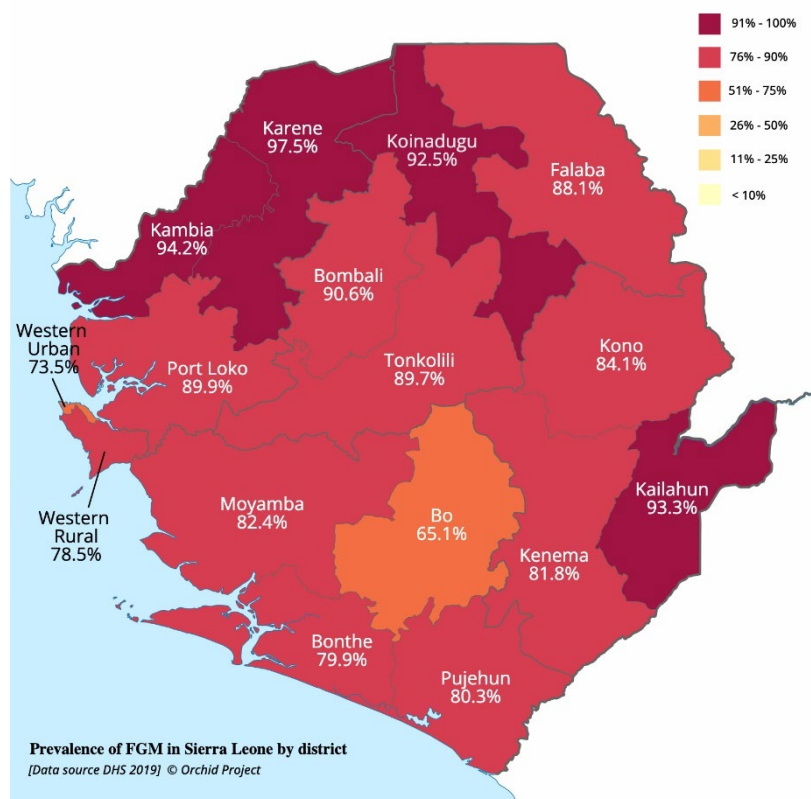 91% - 100%
76% - 90%
51% - 75%
26% - 50%
11% - 25%
< 10%
Karene
97.5%
Koinadugu
92.5%
Falaba
88.1%
Kambia
94.2%
Bombali
90.6%
Western
Urban
73.5%
Port Loko
89.9%
Tonkolili
89.7%
Kono
84.1%
Western
Rural
78.5%
Moyamba
82.4%
Bo
65.1%
Kenema
81.8%
Kailahun
93.3%
Bonthe
79.9%
Pujehun
80.3%
Prevalence of FGM in Sierra Leone by district
[Data source DHS 2019] © Orchid Project